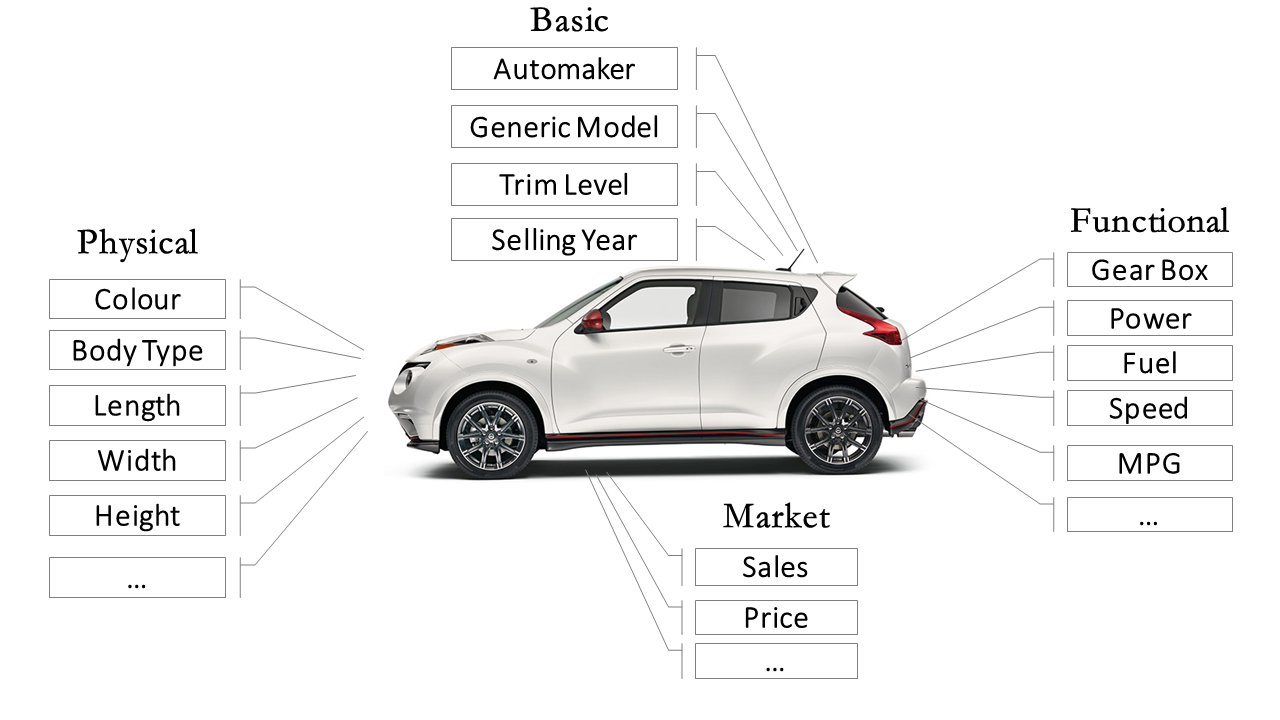 Basic
Automaker
Generic Model
Trim Level
Selling Year
Physical
Colour
Body Type
Length
Width
Height
...
Functional
Gear Box
Power
Fuel
Speed
MPG
...
Market
Sales
Price
...